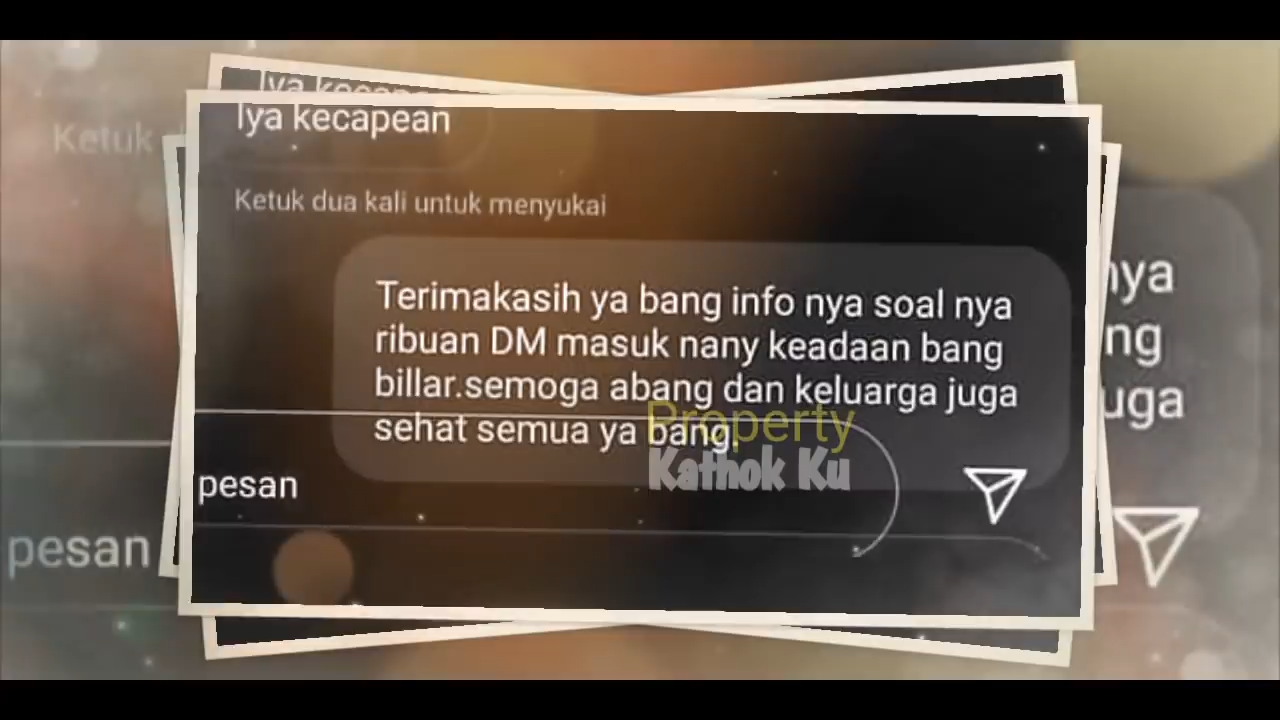 Iya kecapean
Iya kecapean
Ketuk
Ketuk dua kali untuk menyukai
Terimakasih ya bang info nya soal nya
ribuan DM masuk nany keadaan bang
billar.semoga abang dan keluarga juga
sehat semua ya bang.
nya
ng
uga
Property
Kathok Ku
pesan
pesan